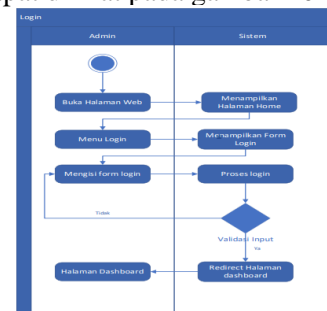 Login
Admin
Sistem
Buka Halaman Web
Menampilkan
Halaman Home
Menu Login
Menampilkan Form
Login
Mengisi form login
Proses login
Tidak
Validasi Input
Ya
Halaman Dashboard
Redirect Halaman
dashboard